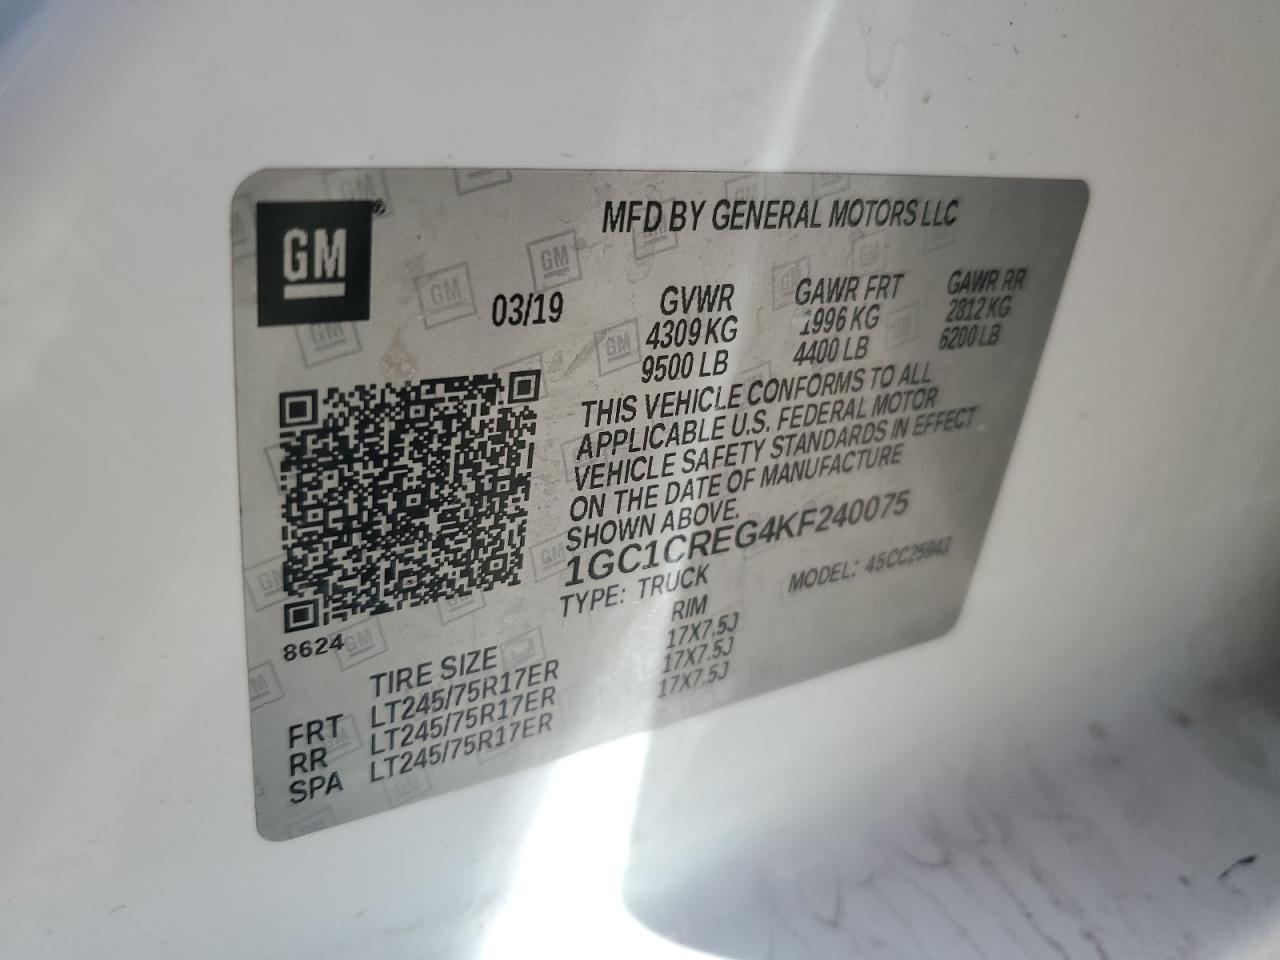 GM
MFD BY GENERAL MOTORS LLC
03/19
GVWR GAWR FRT GAWR RR
4309 KG 1996 KG 2812 KG
9500 LB 4400 LB 6200 LB
THIS VEHICLE CONFORMS TO ALL
APPLICABLE U.S. FEDERAL MOTOR
VEHICLE SAFETY STANDARDS IN EFFECT
ON THE DATE OF MANUFACTURE
SHOWN ABOVE.
1GC1CREG4KF240075
TYPE: TRUCK MODEL: 45CC25943
8624
TIRE SIZE RIM
FRT LT245/75R17ER 17X7.5J
RR LT245/75R17ER 17X7.5J
SPA LT245/75R17ER 17X7.5J